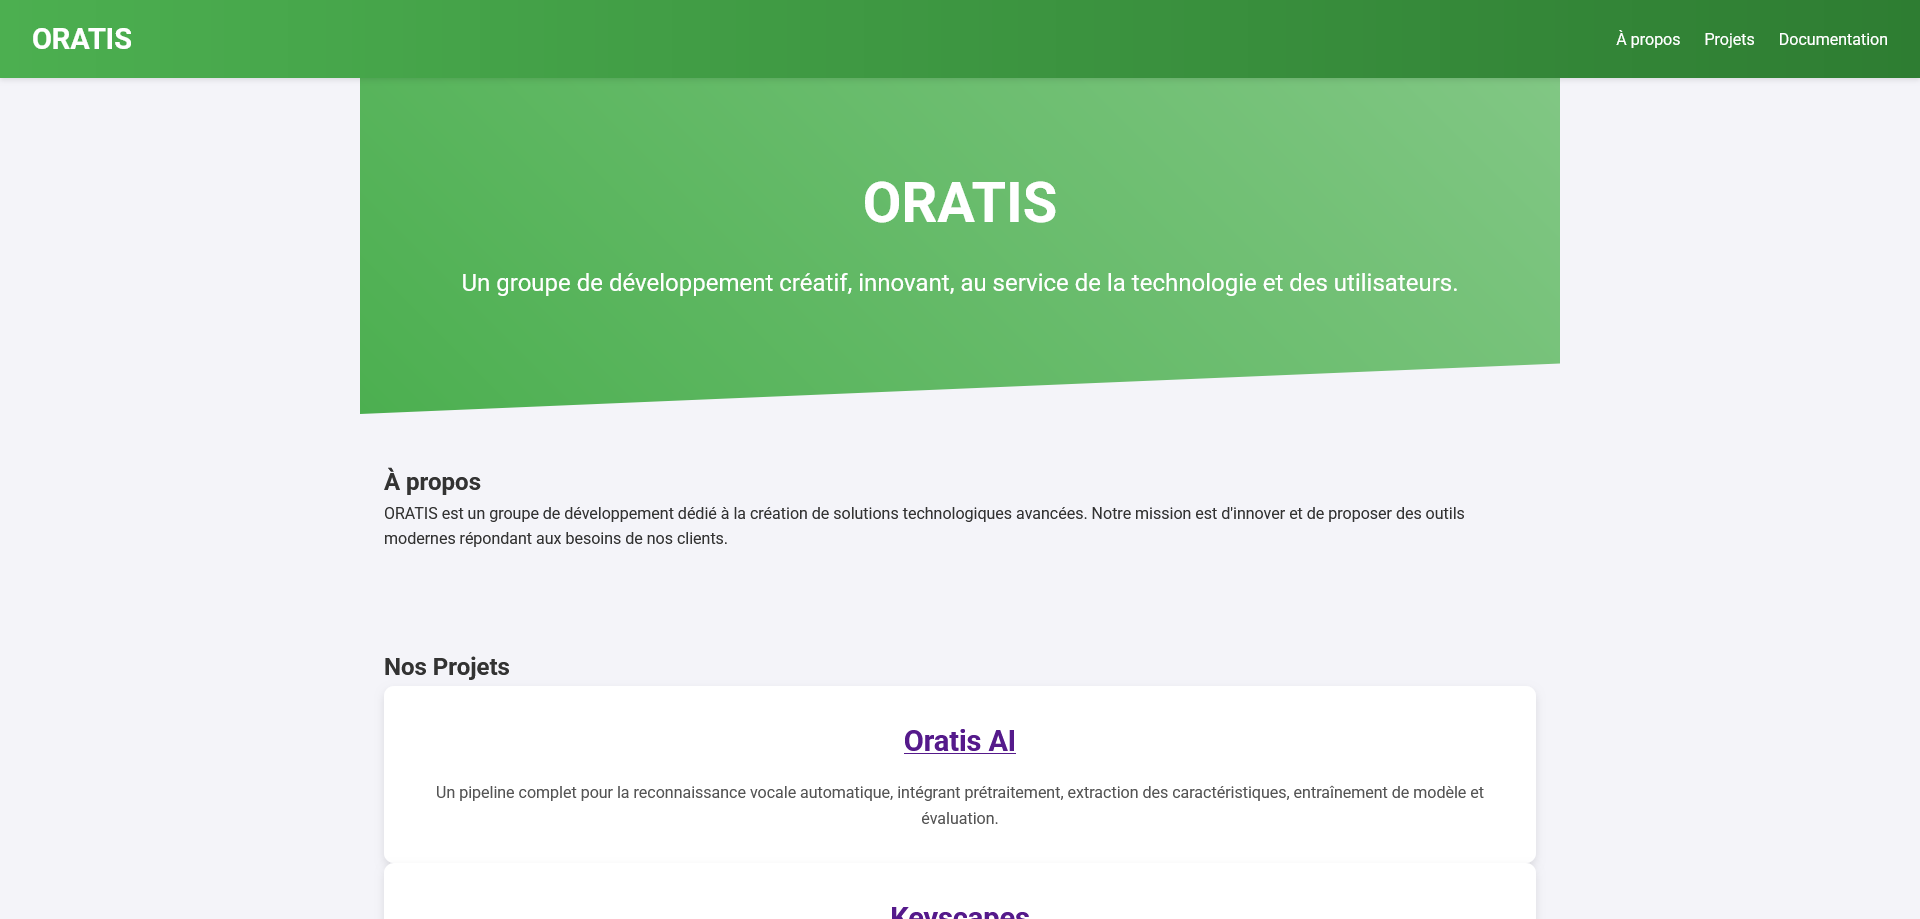 ORATIS
À propos
Projets
Documentation
ORATIS
Un groupe de développement créatif, innovant, au service de la technologie et des utilisateurs.
À propos
ORATIS est un groupe de développement dédié à la création de solutions technologiques avancées. Notre mission est d'innover et de proposer des outils
modernes répondant aux besoins de nos clients.
Nos Projets
Oratis AI
Un pipeline complet pour la reconnaissance vocale automatique, intégrant prétraitement, extraction des caractéristiques, entraînement de modèle et
évaluation.
Keyscapes